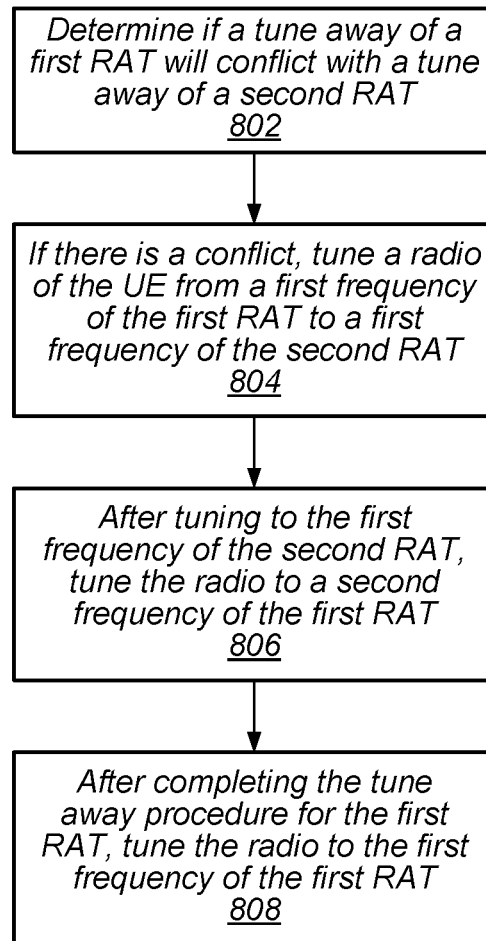 Determine if a tune away of a
first RAT will conflict with a tune
away of a second RAT
802
If there is a conflict, tune a radio
of the UE from a first frequency
of the first RAT to a first
frequency of the second RAT
804
After tuning to the first
frequency of the second RAT,
tune the radio to a second
frequency of the first RAT
806
After completing the tune
away procedure for the first
RAT, tune the radio to the first
frequency of the first RAT
808